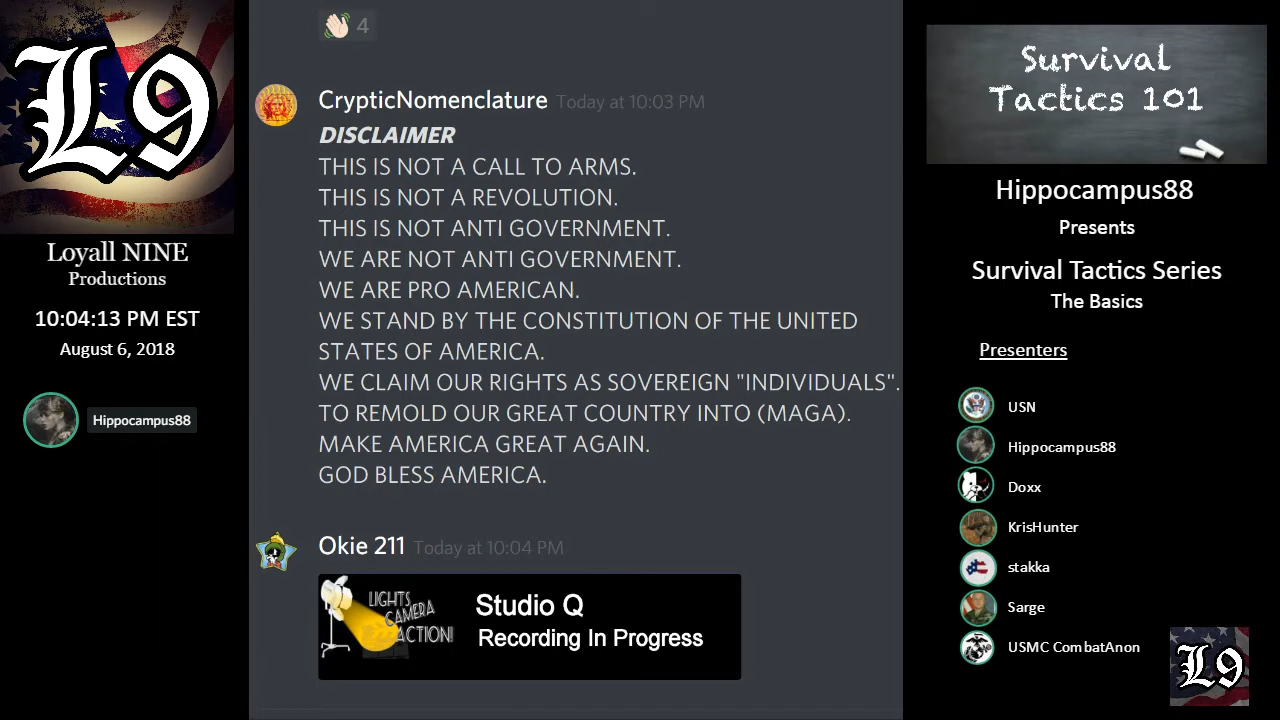 L9
Loyall NINE
Productions
10:04:13 PM EST
August 6, 2018
Hippocampus88
4
CrypticNomenclature Today at 10:03 PM
DISCLAIMER
THIS IS NOT A CALL TO ARMS.
THIS IS NOT A REVOLUTION.
THIS IS NOT ANTI GOVERNMENT.
WE ARE NOT ANTI GOVERNMENT.
WE ARE PRO AMERICAN.
WE STAND BY THE CONSTITUTION OF THE UNITED
STATES OF AMERICA.
WE CLAIM OUR RIGHTS AS SOVEREIGN "INDIVIDUALS".
TO REMOLD OUR GREAT COUNTRY INTO (MAGA).
MAKE AMERICA GREAT AGAIN.
GOD BLESS AMERICA.
Okie 211 Today at 10:04 PM
LIGHTS
CAMERA
ACTION!
Studio Q
Recording In Progress
Survival
Tactics 101
Hippocampus88
Presents
Survival Tactics Series
The Basics
Presenters
USN
Hippocampus88
Doxx
KrisHunter
stakka
Sarge
USMC CombatAnon
L9